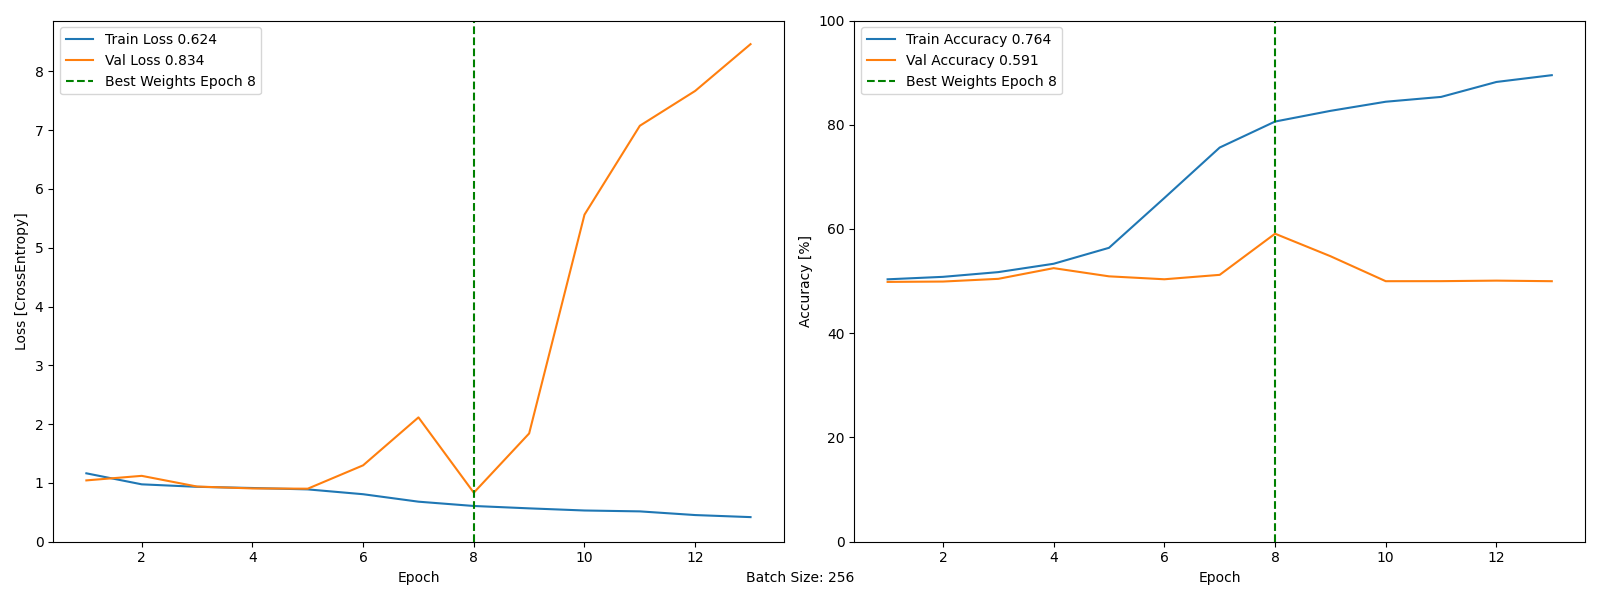 Train Loss 0.624
Val Loss 0.834
Best Weights Epoch 8
8
7
6
5
4
3
2
1
0
Loss [CrossEntropy]
2 4 6 8 10 12
Epoch
Train Accuracy 0.764
Val Accuracy 0.591
Best Weights Epoch 8
100
80
60
40
20
0
Accuracy [%]
2 4 6 8 10 12
Epoch
Batch Size: 256